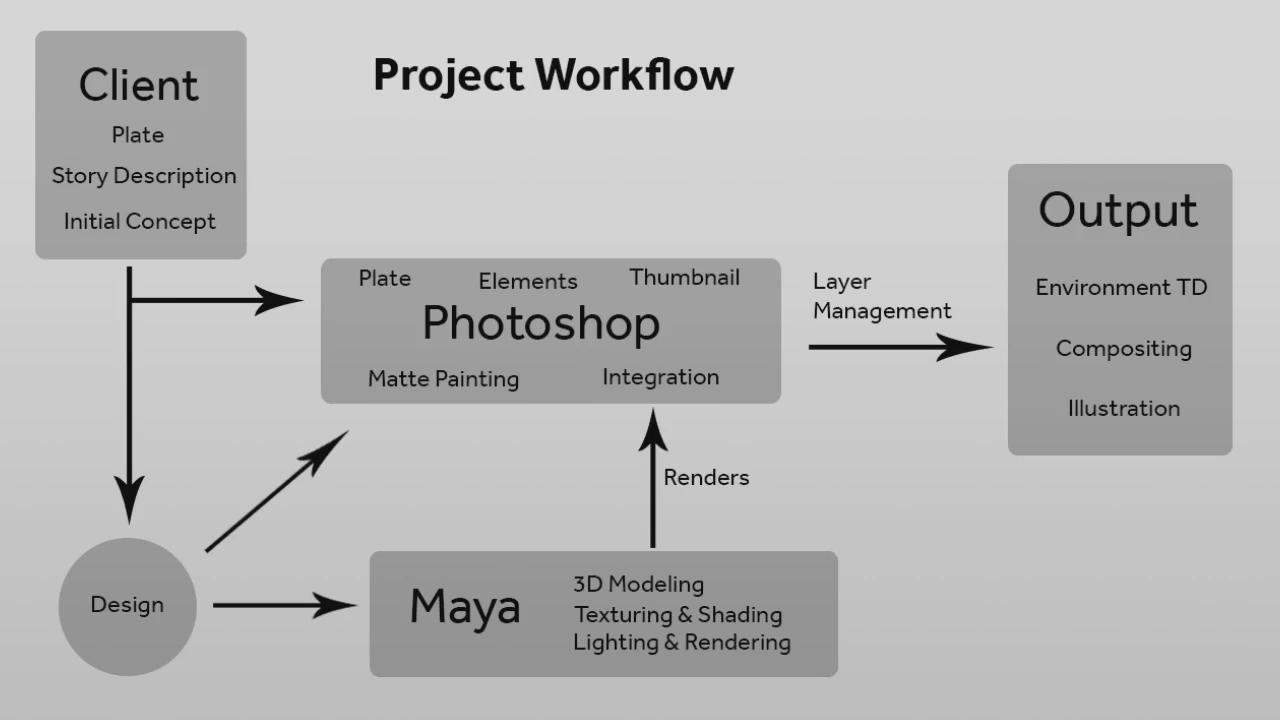 Project Workflow
Client
Plate
Story Description
Initial Concept
Plate
Elements
Thumbnail
Photoshop
Matte Painting
Integration
Layer
Management
Output
Environment TD
Compositing
Illustration
Renders
Design
Maya
3D Modeling
Texturing & Shading
Lighting & Rendering